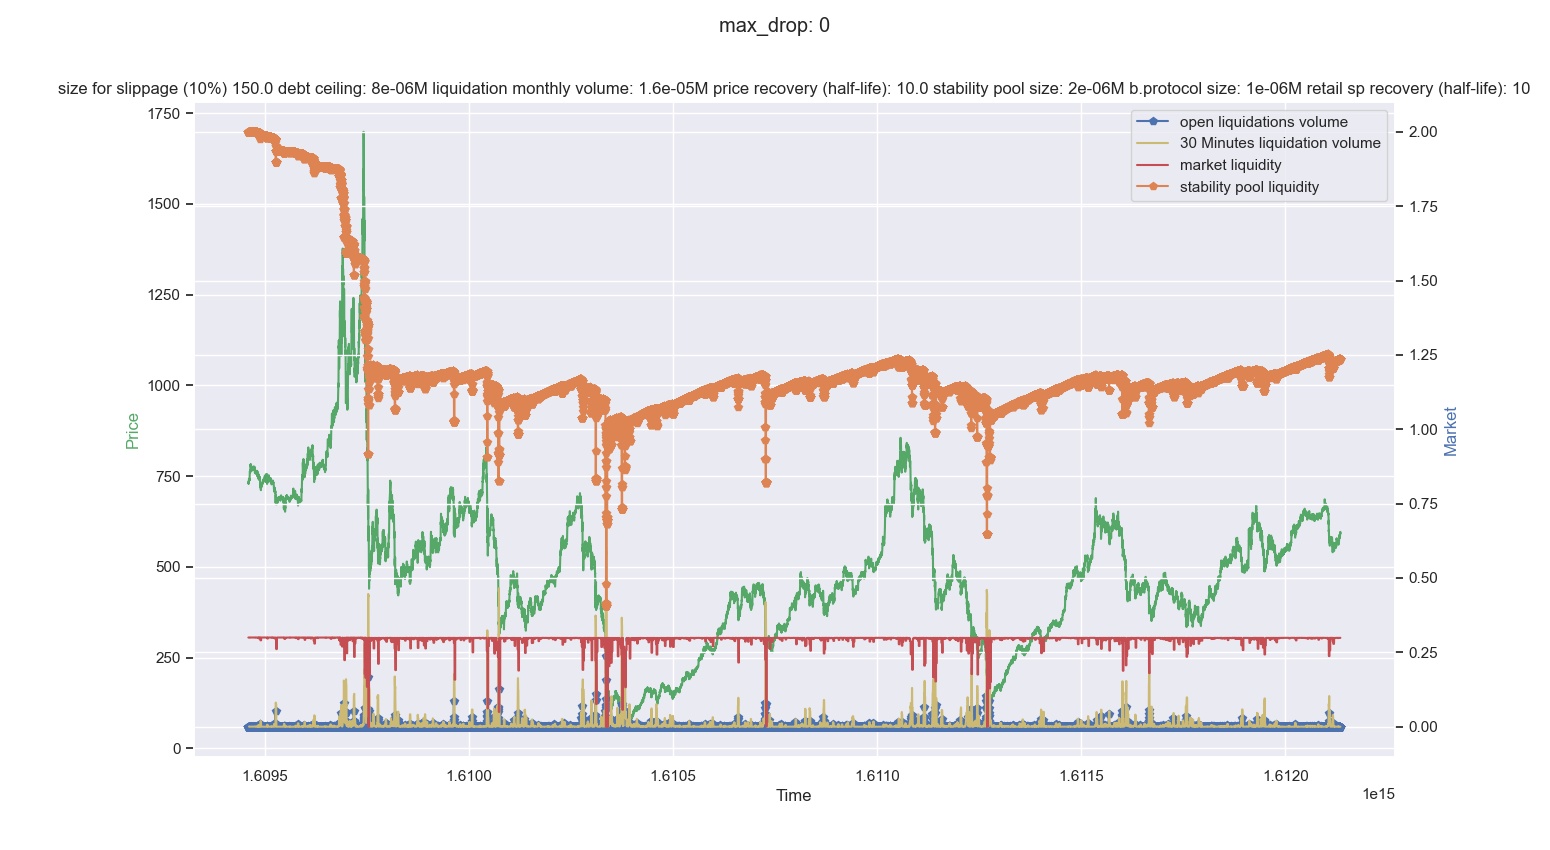 max_drop: 0
size for slippage (10%) 150.0 debt ceiling: 8e-06M liquidation monthly volume: 1.6e-05M price recovery (half-life): 10.0 stability pool size: 2e-06M b.protocol size: 1e-06M retail sp recovery (half-life): 10
open liquidations volume
30 Minutes liquidation volume
market liquidity
stability pool liquidity
1750
1500
1250
1000
750
500
250
0
Price
2.00
1.75
1.50
1.25
1.00
0.75
0.50
0.25
0.00
Market
1.6095 1.6100 1.6105 1.6110 1.6115 1.6120
1e15
Time